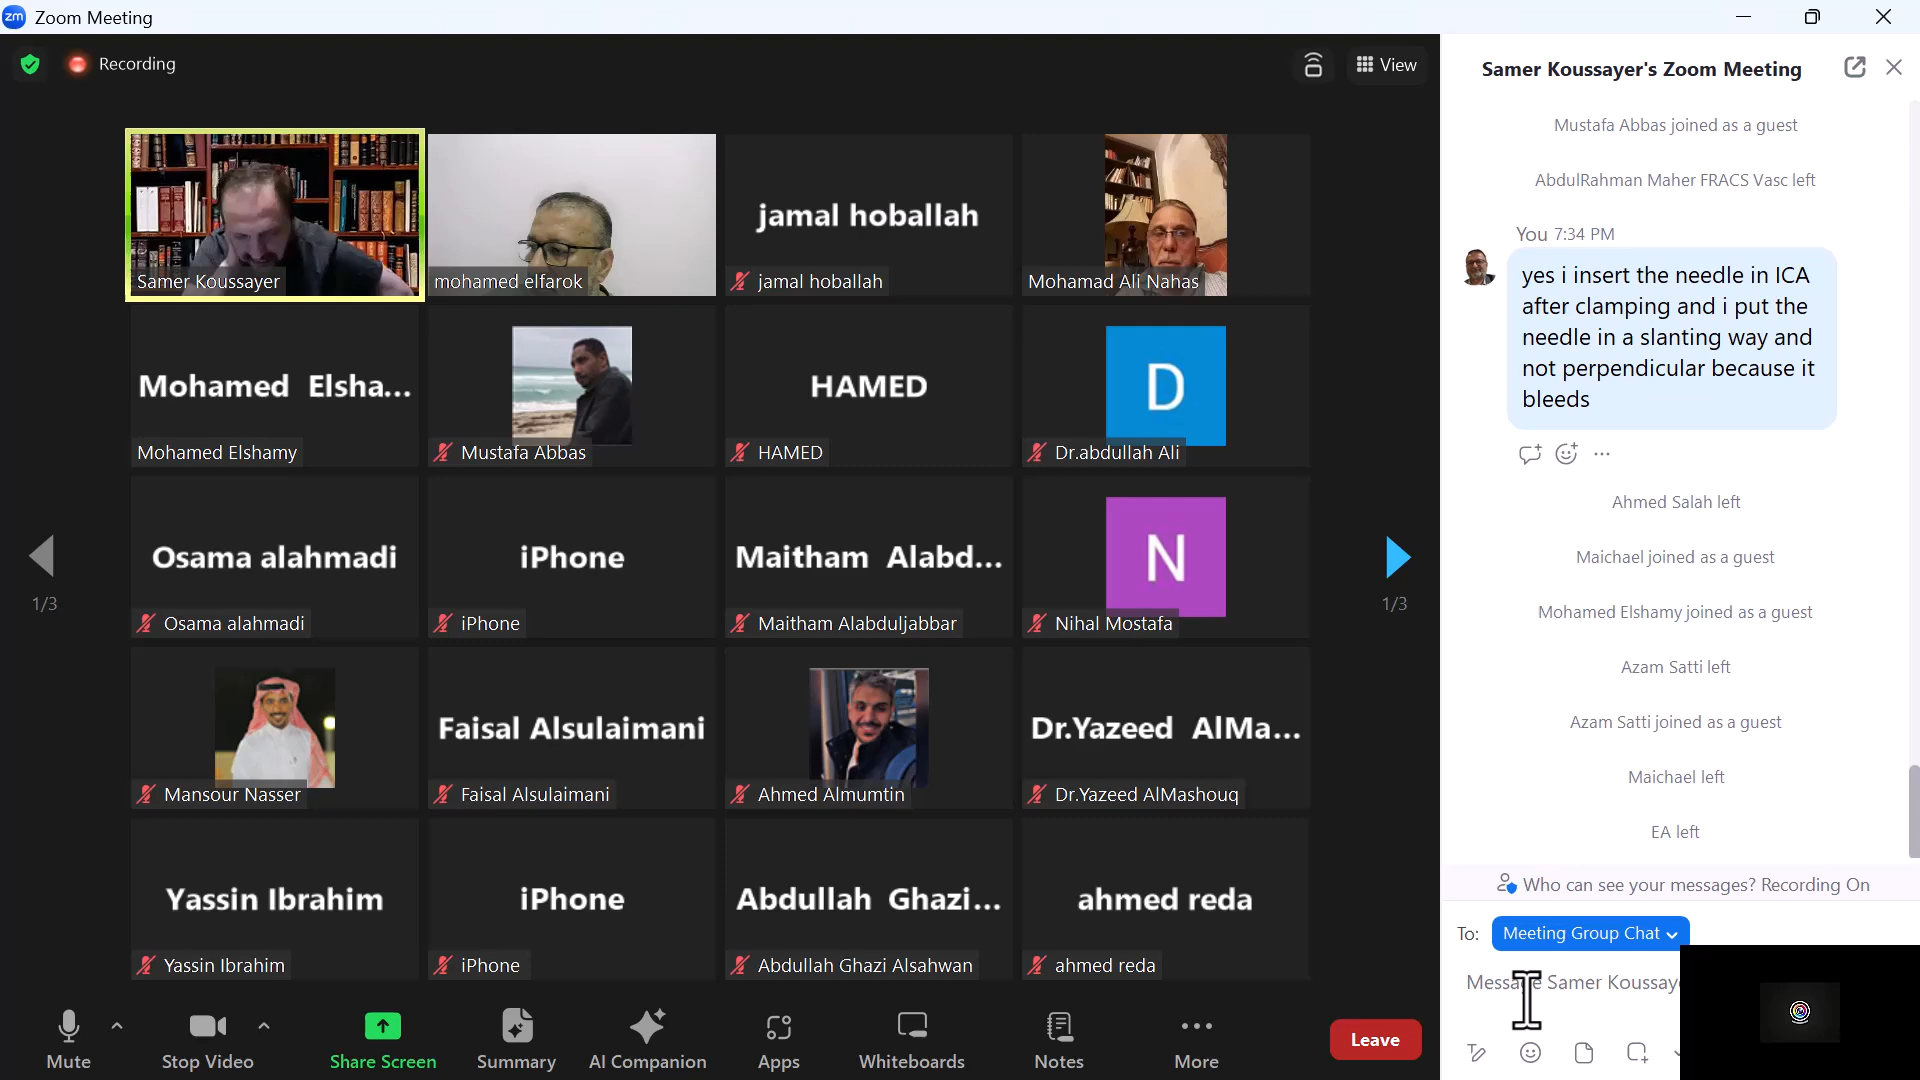 zm Zoom Meeting
Recording
View
Samer Koussayer
mohamed elfarok
jamal hoballah
jamal hoballah
Mohamad Ali Nahas
Mohamed Elsha...
Mohamed Elshamy
Mustafa Abbas
HAMED
HAMED
D
Dr.abdullah Ali
Osama alahmadi
Osama alahmadi
iPhone
iPhone
Maitham Alabd...
Maitham Alabduljabbar
N
Nihal Mostafa
Mansour Nasser
Faisal Alsulaimani
Faisal Alsulaimani
Ahmed Almumtin
Dr.Yazeed AlMa...
Dr.Yazeed AlMashouq
Yassin Ibrahim
Yassin Ibrahim
iPhone
iPhone
Abdullah Ghazi...
Abdullah Ghazi Alsahwan
ahmed reda
ahmed reda
1/3
1/3
Mute
Stop Video
Share Screen
Summary
AI Companion
Apps
Whiteboards
Notes
More
Leave
Samer Koussayer's Zoom Meeting
Mustafa Abbas joined as a guest
AbdulRahman Maher FRACS Vasc left
You 7:34 PM
yes i insert the needle in ICA
after clamping and i put the
needle in a slanting way and
not perpendicular because it
bleeds
Ahmed Salah left
Maichael joined as a guest
Mohamed Elshamy joined as a guest
Azam Satti left
Azam Satti joined as a guest
Maichael left
EA left
Who can see your messages? Recording On
To: Meeting Group Chat
Message Samer Koussay